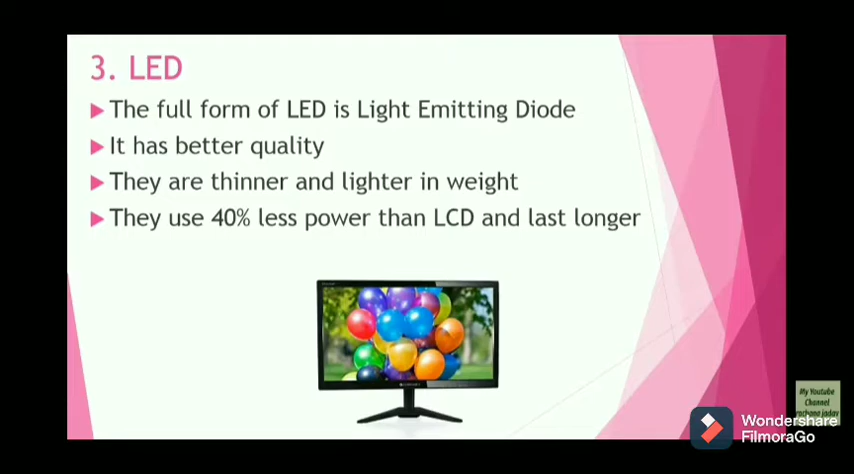 3. LED
The full form of LED is Light Emitting Diode
It has better quality
They are thinner and lighter in weight
They use 40% less power than LCD and last longer
My Youtube
Channel
Wondershare
FilmoraGo